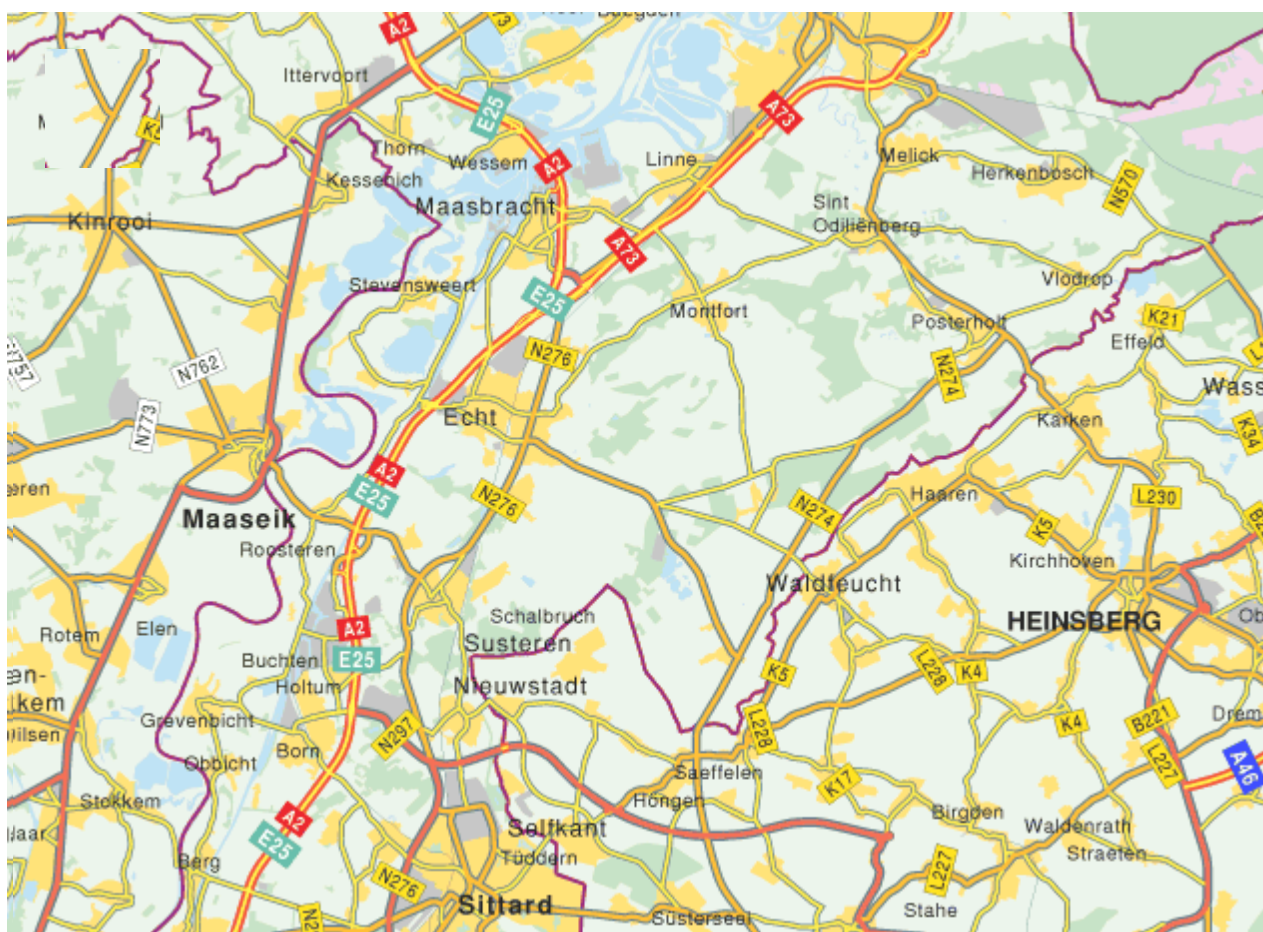 A2
Ittervoort
E25
A73
Thorn
Wessem
A2
Linne
Melick
Herkenbosch
N570
Kessenich
Maasbracht
Sint
Odiliënberg
Kinrooi
A73
Stevensweert
E25
Vlodrop
Montfort
Posterholt
K21
Effeld
N762
N276
N274
N773
Echt
Karken
K34
A2
E25
N276
Haaren
L230
Maaseik
N274
K5
Roosteren
Kirchhoven
Waldfeucht
Schalbruch
HEINSBERG
Rotem
Elen
A2
Susteren
Buchten
E25
L228
K4
K5
Holtum
Nieuwstadt
Grevenbicht
N297
L228
K4
B221
Born
Obbicht
Saeffelen
L227
A46
K17
Stokkem
Höngen
Birgden
A2
Selfkant
Waldenrath
E25
Tüddern
Straeten
Berg
N276
L227
Sittard
Süsterseel
Stahe